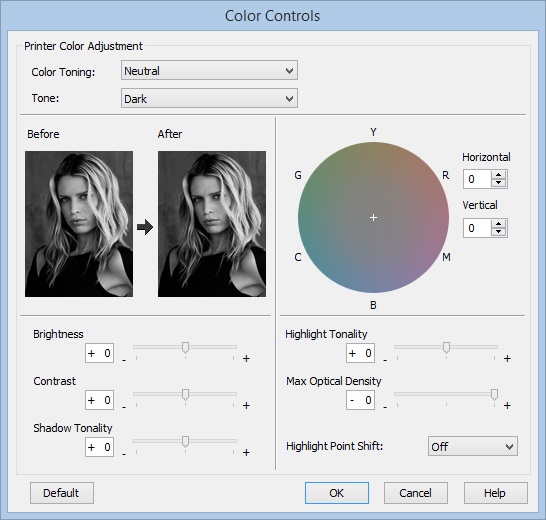 Color Controls
Printer Color Adjustment
Color Toning: Neutral
Tone: Dark
Before After
Y
G R
C M
B
Horizontal
0
Vertical
0
Brightness
+ 0 - +
Contrast
+ 0 - +
Shadow Tonality
+ 0 - +
Highlight Tonality
+ 0 - +
Max Optical Density
- 0 - +
Highlight Point Shift: Off
Default OK Cancel Help